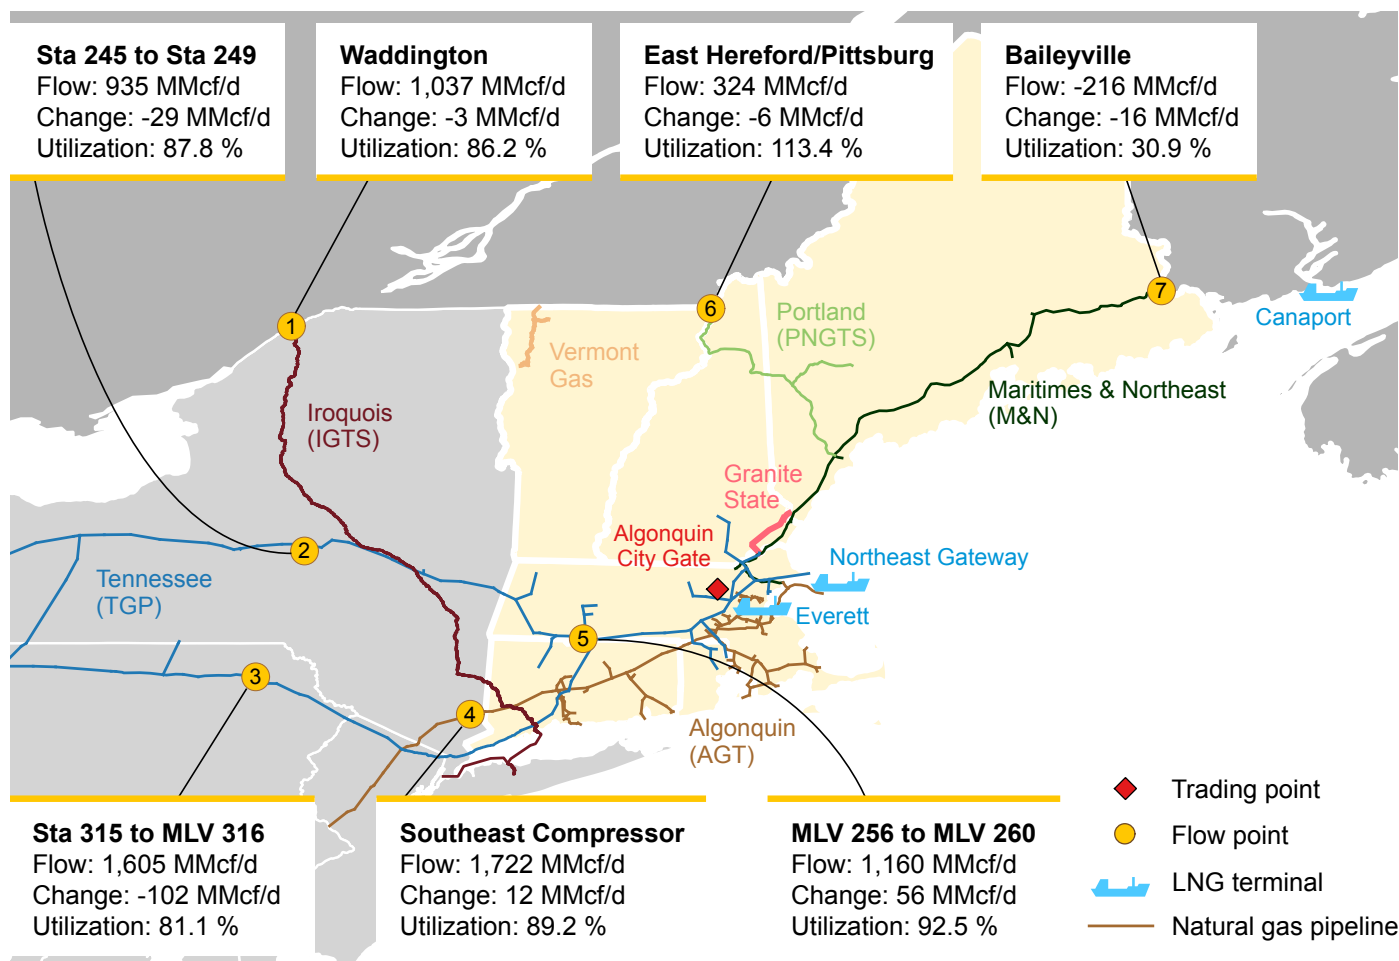 Sta 245 to Sta 249
Flow: 935 MMcf/d
Change: -29 MMcf/d
Utilization: 87.8 %
Waddington
Flow: 1,037 MMcf/d
Change: -3 MMcf/d
Utilization: 86.2 %
East Hereford/Pittsburg
Flow: 324 MMcf/d
Change: -6 MMcf/d
Utilization: 113.4 %
Baileyville
Flow: -216 MMcf/d
Change: -16 MMcf/d
Utilization: 30.9 %
1
6
7
Canaport
Portland
(PNGTS)
Vermont
Gas
Maritimes & Northeast
(M&N)
Iroquois
(IGTS)
Granite
State
Algonquin
City Gate
2
Northeast Gateway
Tennessee
(TGP)
Everett
5
3
4
Algonquin
(AGT)
Sta 315 to MLV 316
Flow: 1,605 MMcf/d
Change: -102 MMcf/d
Utilization: 81.1 %
Southeast Compressor
Flow: 1,722 MMcf/d
Change: 12 MMcf/d
Utilization: 89.2 %
MLV 256 to MLV 260
Flow: 1,160 MMcf/d
Change: 56 MMcf/d
Utilization: 92.5 %
Trading point
Flow point
LNG terminal
Natural gas pipeline